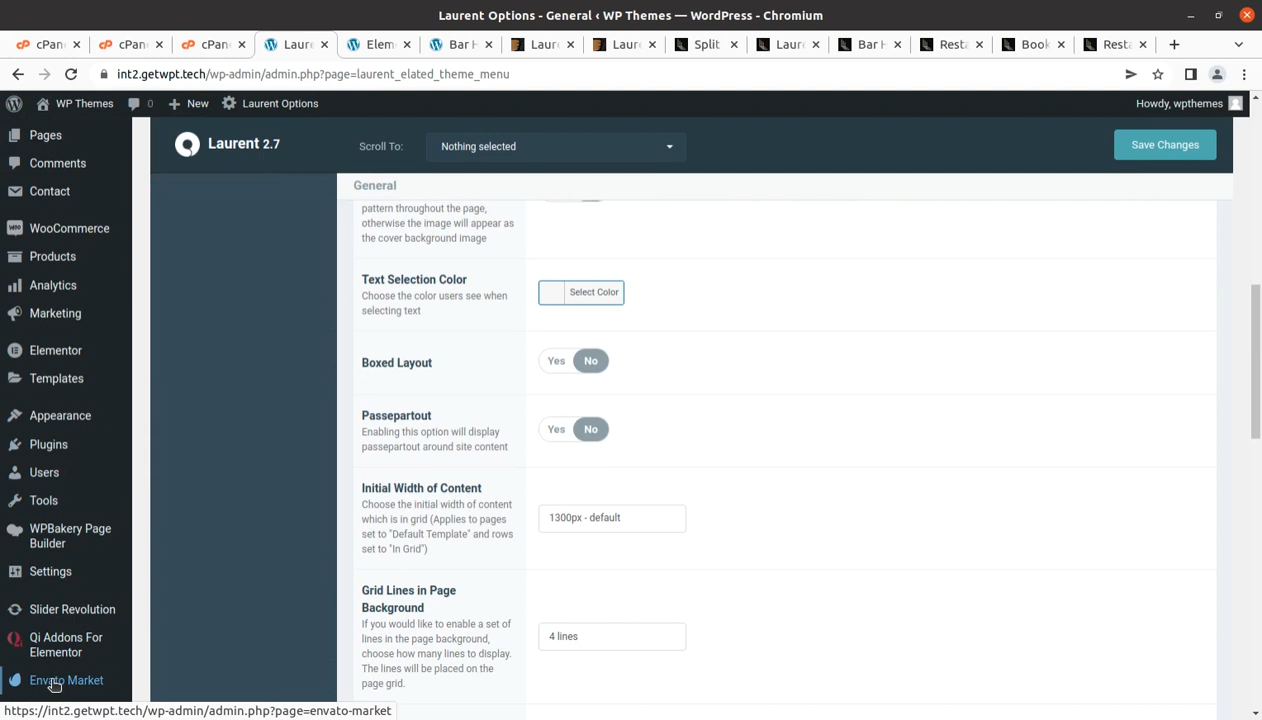 Laurent Options - General ‹ WP Themes — WordPress - Chromium
cPan
cPan
cPan
Laure
Elem
Bar H
Laur
Laur
Split
Laure
Bar H
Resta
Book
Resta
int2.getwpt.tech/wp-admin/admin.php?page=laurent_elated_theme_menu
WP Themes
0
New
Laurent Options
Howdy, wpthemes
Pages
Comments
Contact
WooCommerce
Products
Analytics
Marketing
Elementor
Templates
Appearance
Plugins
Users
Tools
WPBakery Page
Builder
Settings
Slider Revolution
Qi Addons For
Elementor
Envato Market
Laurent 2.7
Scroll To:
Nothing selected
Save Changes
General
pattern throughout the page,
otherwise the image will appear as
the cover background image
Text Selection Color
Choose the color users see when
selecting text
Select Color
Boxed Layout
Yes No
Passepartout
Enabling this option will display
passepartout around site content
Yes No
Initial Width of Content
Choose the initial width of content
which is in grid (Applies to pages
set to "Default Template" and rows
set to "In Grid")
1300px - default
Grid Lines in Page
Background
If you would like to enable a set of
lines in the page background,
choose how many lines to display.
The lines will be placed on the
page grid.
4 lines
https://int2.getwpt.tech/wp-admin/admin.php?page=envato-market